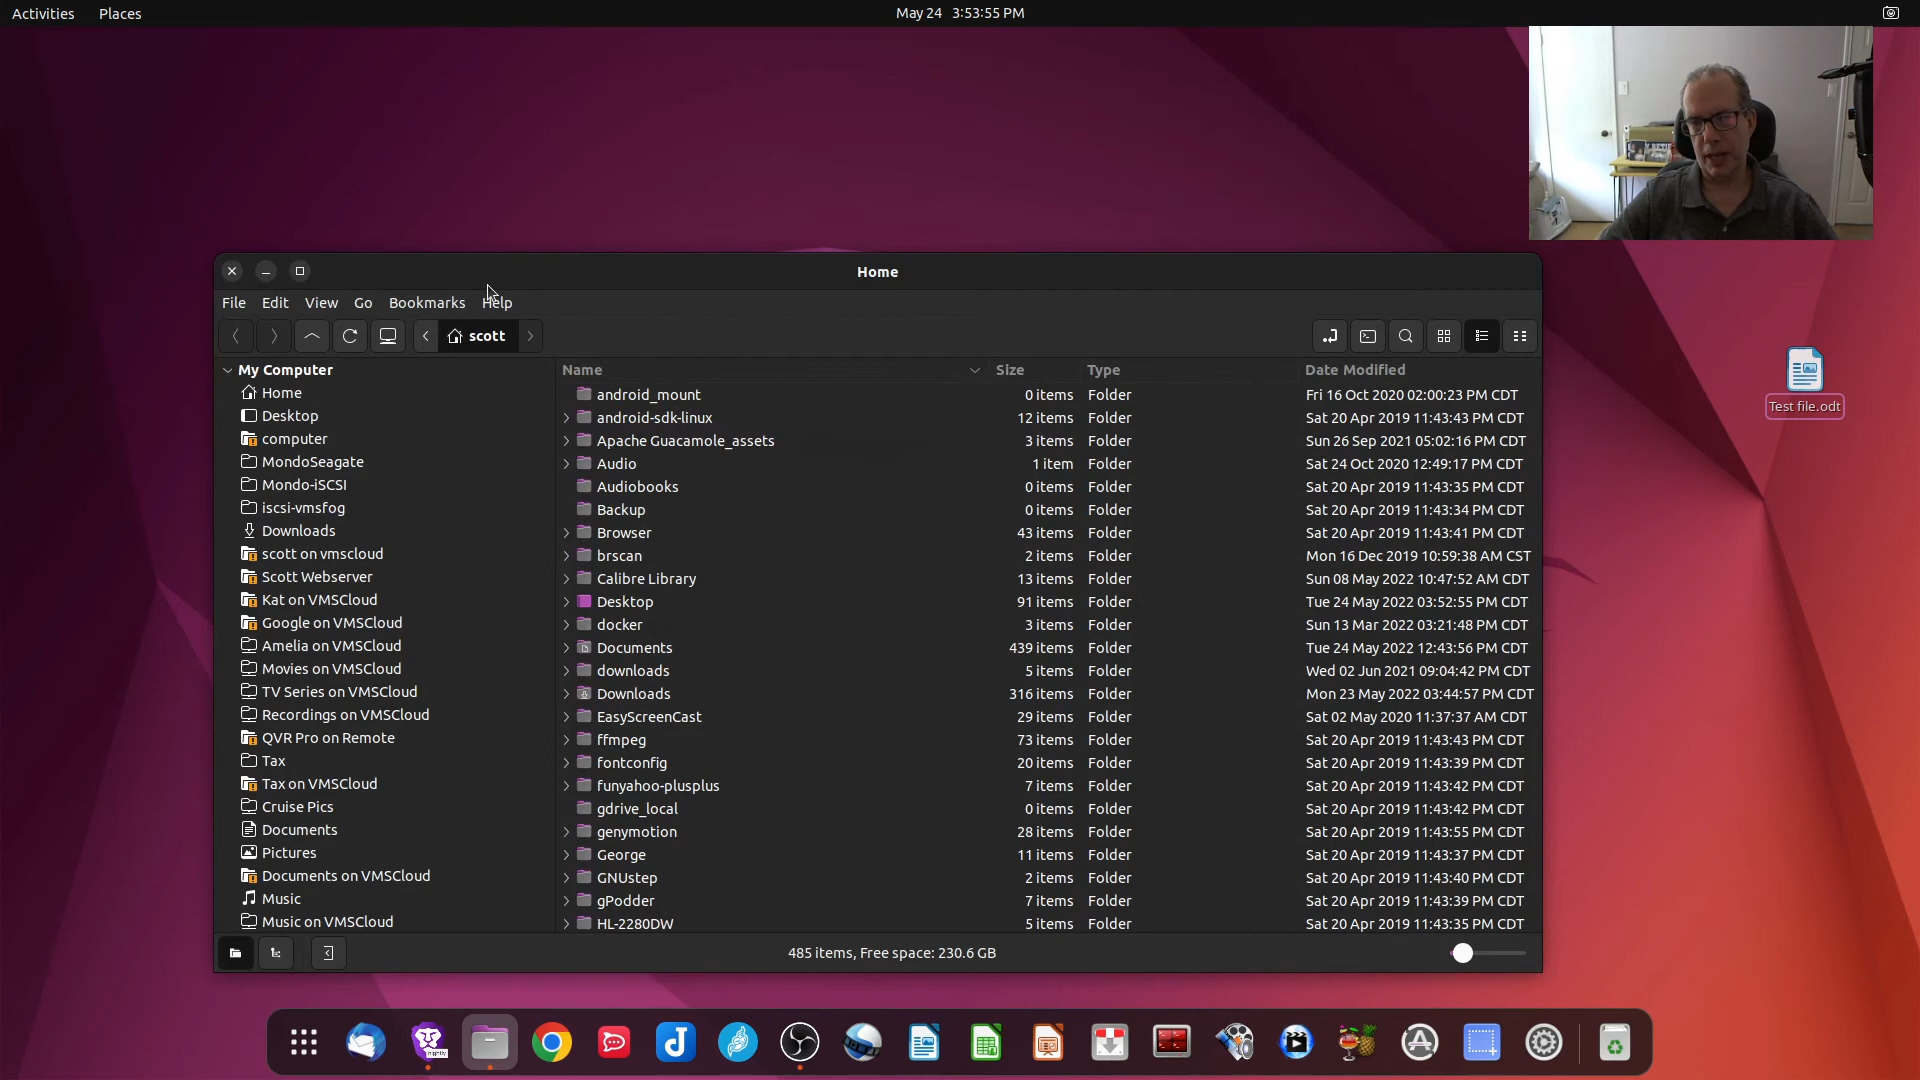 Activities Places May 24 3:53:55 PM
Test file.odt
Home
File Edit View Go Bookmarks Help
scott
My Computer
Home
Desktop
computer
MondoSeagate
Mondo-iSCSI
iscsi-vmsfog
Downloads
scott on vmscloud
Scott Webserver
Kat on VMSCloud
Google on VMSCloud
Amelia on VMSCloud
Movies on VMSCloud
TV Series on VMSCloud
Recordings on VMSCloud
QVR Pro on Remote
Tax
Tax on VMSCloud
Cruise Pics
Documents
Pictures
Documents on VMSCloud
Music
Music on VMSCloud
Name Size Type Date Modified
android_mount 0 items Folder Fri 16 Oct 2020 02:00:23 PM CDT
android-sdk-linux 12 items Folder Sat 20 Apr 2019 11:43:43 PM CDT
Apache Guacamole_assets 3 items Folder Sun 26 Sep 2021 05:02:16 PM CDT
Audio 1 item Folder Sat 24 Oct 2020 12:49:17 PM CDT
Audiobooks 0 items Folder Sat 20 Apr 2019 11:43:35 PM CDT
Backup 0 items Folder Sat 20 Apr 2019 11:43:34 PM CDT
Browser 43 items Folder Sat 20 Apr 2019 11:43:41 PM CDT
brscan 2 items Folder Mon 16 Dec 2019 10:59:38 AM CST
Calibre Library 13 items Folder Sun 08 May 2022 10:47:52 AM CDT
Desktop 91 items Folder Tue 24 May 2022 03:52:55 PM CDT
docker 3 items Folder Sun 13 Mar 2022 03:21:48 PM CDT
Documents 439 items Folder Tue 24 May 2022 12:43:56 PM CDT
downloads 5 items Folder Wed 02 Jun 2021 09:04:42 PM CDT
Downloads 316 items Folder Mon 23 May 2022 03:44:57 PM CDT
EasyScreenCast 29 items Folder Sat 02 May 2020 11:37:37 AM CDT
ffmpeg 73 items Folder Sat 20 Apr 2019 11:43:43 PM CDT
fontconfig 20 items Folder Sat 20 Apr 2019 11:43:39 PM CDT
funyahoo-plusplus 7 items Folder Sat 20 Apr 2019 11:43:42 PM CDT
gdrive_local 0 items Folder Sat 20 Apr 2019 11:43:42 PM CDT
genymotion 28 items Folder Sat 20 Apr 2019 11:43:55 PM CDT
George 11 items Folder Sat 20 Apr 2019 11:43:37 PM CDT
GNUstep 2 items Folder Sat 20 Apr 2019 11:43:40 PM CDT
gPodder 7 items Folder Sat 20 Apr 2019 11:43:39 PM CDT
HL-2280DW 5 items Folder Sat 20 Apr 2019 11:43:35 PM CDT
485 items, Free space: 230.6 GB
nightly